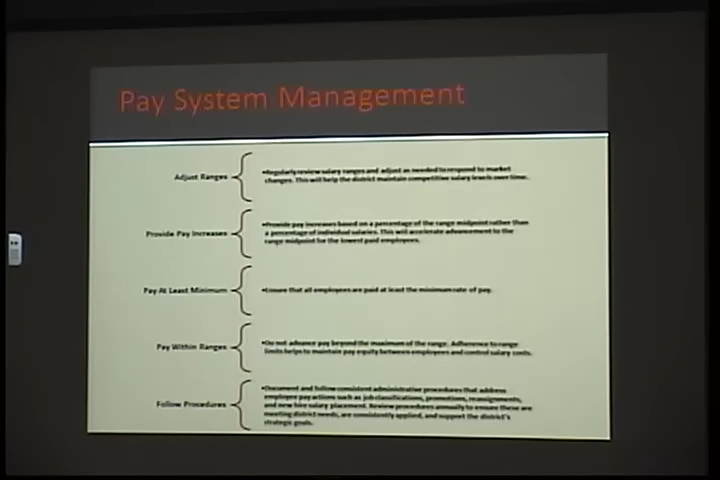 Pay System Management
Adjust Ranges
•Regularly review salary ranges and adjust as needed to respond to market
changes. This will help the district maintain competitive salary levels over time.
Provide Pay Increases
•Provide pay increases based on a percentage of the range midpoint rather than
a percentage of individual salaries. This will accelerate advancement to the
range midpoint for the lowest paid employees.
Pay At Least Minimum
•Ensure that all employees are paid at least the minimum rate of pay.
Pay Within Ranges
•Do not advance pay beyond the maximum of the range. Adherence to range
limits helps to maintain pay equity between employees and control salary costs.
Follow Procedures
•Document and follow consistent administrative procedures that address
employee pay actions such as job classifications, promotions, reassignments,
and new hire salary placement. Review procedures annually to ensure these are
meeting district needs, are consistently applied, and support the district's
strategic goals.